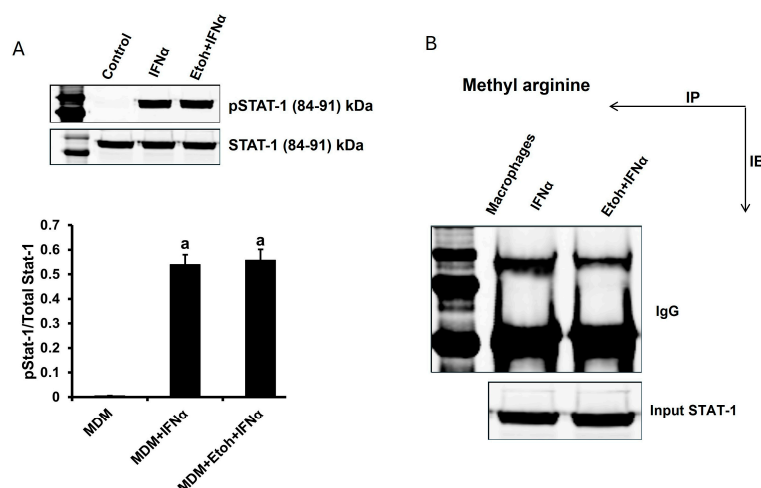 A
Control
IFNα
Etoh+IFNα
pSTAT-1 (84-91) kDa
STAT-1 (84-91) kDa
pStat-1/Total Stat-1
0.7
0.6
0.5
0.4
0.3
0.2
0.1
0
a
a
MDM
MDM+IFNα
MDM+Etoh+IFNα
B
Methyl arginine
IP
IB
Macrophages
IFNα
Etoh+IFNα
IgG
Input STAT-1